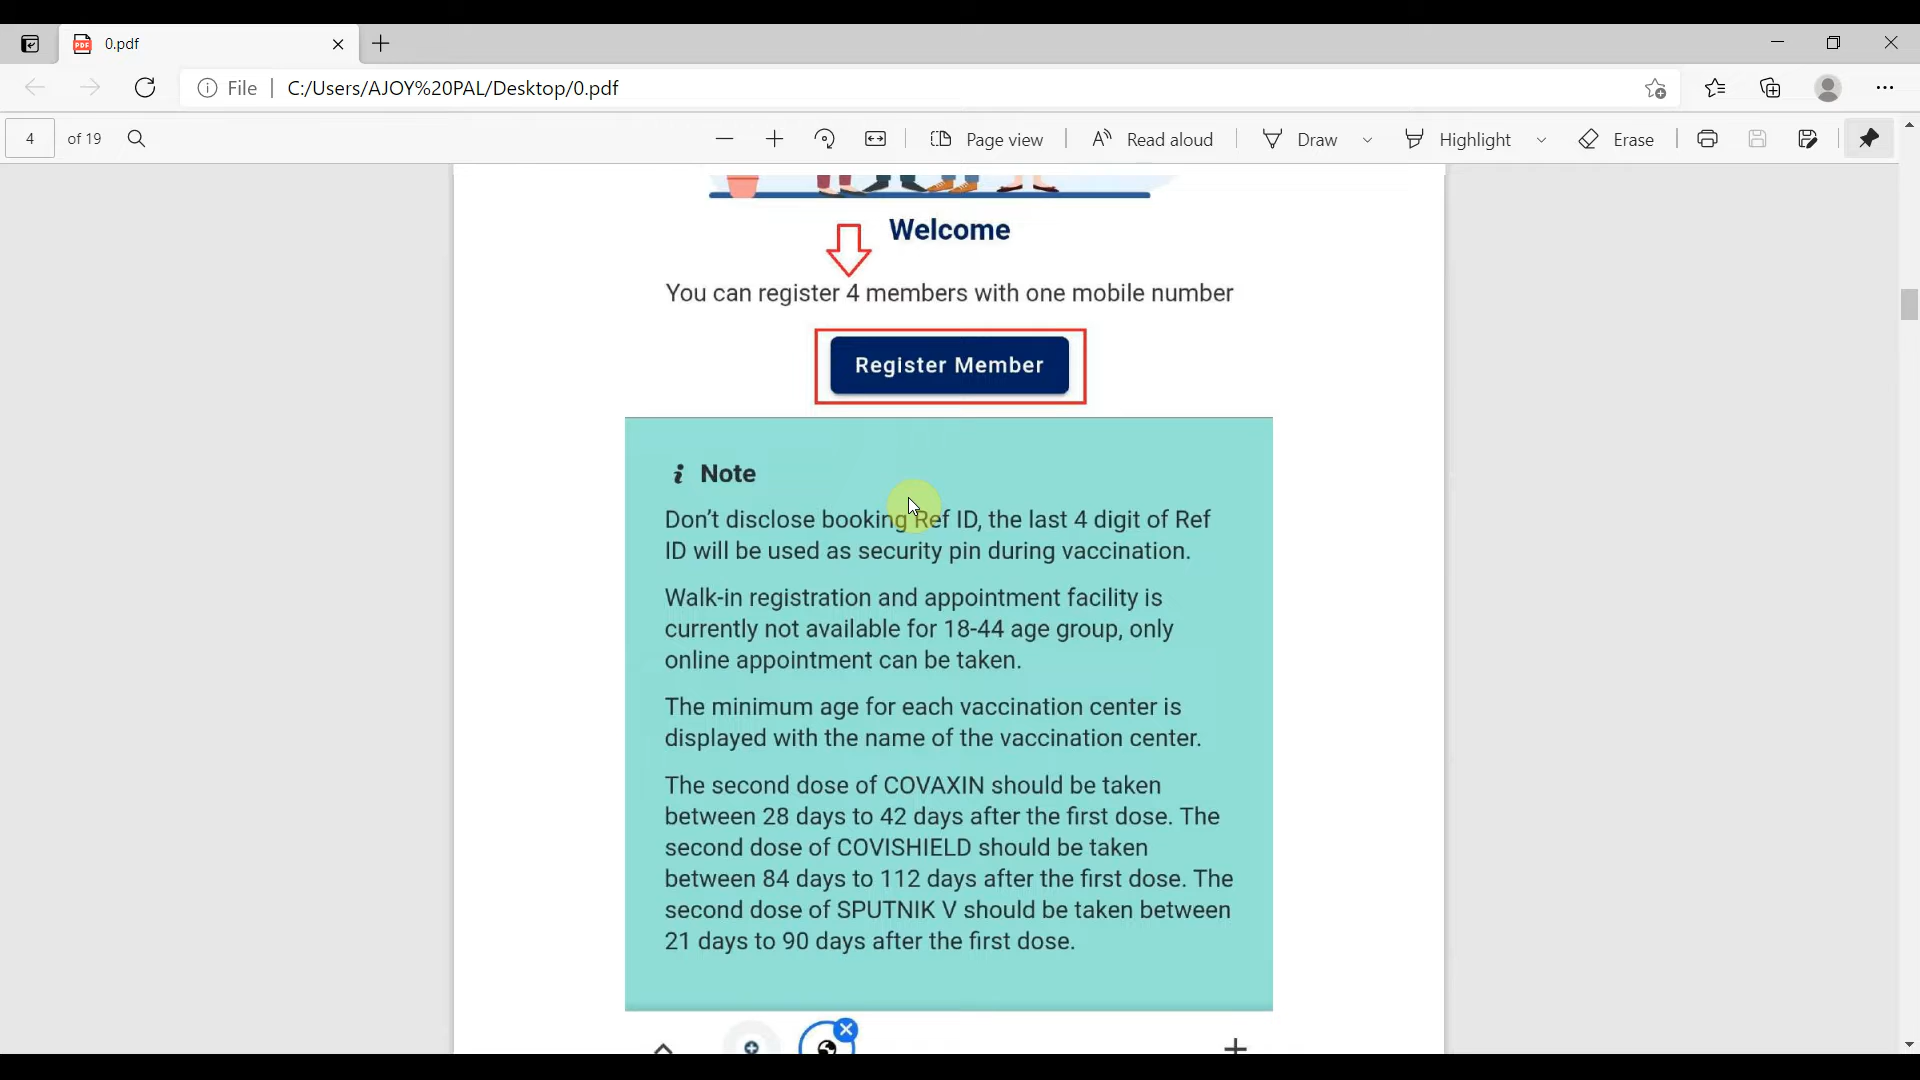 0.pdf
File
C:/Users/AJOY%20PAL/Desktop/0.pdf
4 of 19
Page view
Read aloud
Draw
Highlight
Erase
Welcome
You can register 4 members with one mobile number
Register Member
i Note
Don't disclose booking Ref ID, the last 4 digit of Ref
ID will be used as security pin during vaccination.
Walk-in registration and appointment facility is
currently not available for 18-44 age group, only
online appointment can be taken.
The minimum age for each vaccination center is
displayed with the name of the vaccination center.
The second dose of COVAXIN should be taken
between 28 days to 42 days after the first dose. The
second dose of COVISHIELD should be taken
between 84 days to 112 days after the first dose. The
second dose of SPUTNIK V should be taken between
21 days to 90 days after the first dose.